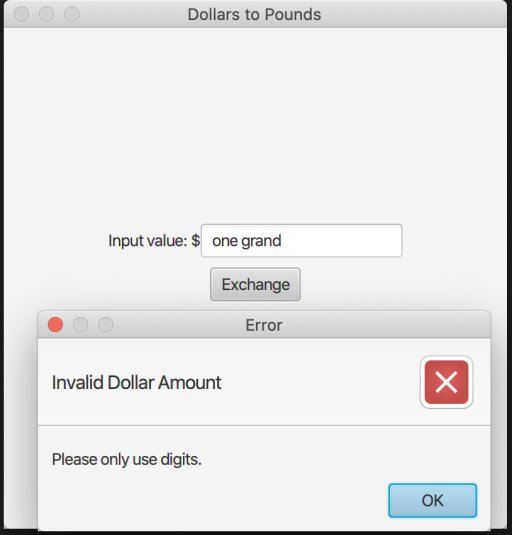 Dollars to Pounds
Input value: $ one grand
Exchange
Error
Invalid Dollar Amount
Please only use digits.
OK